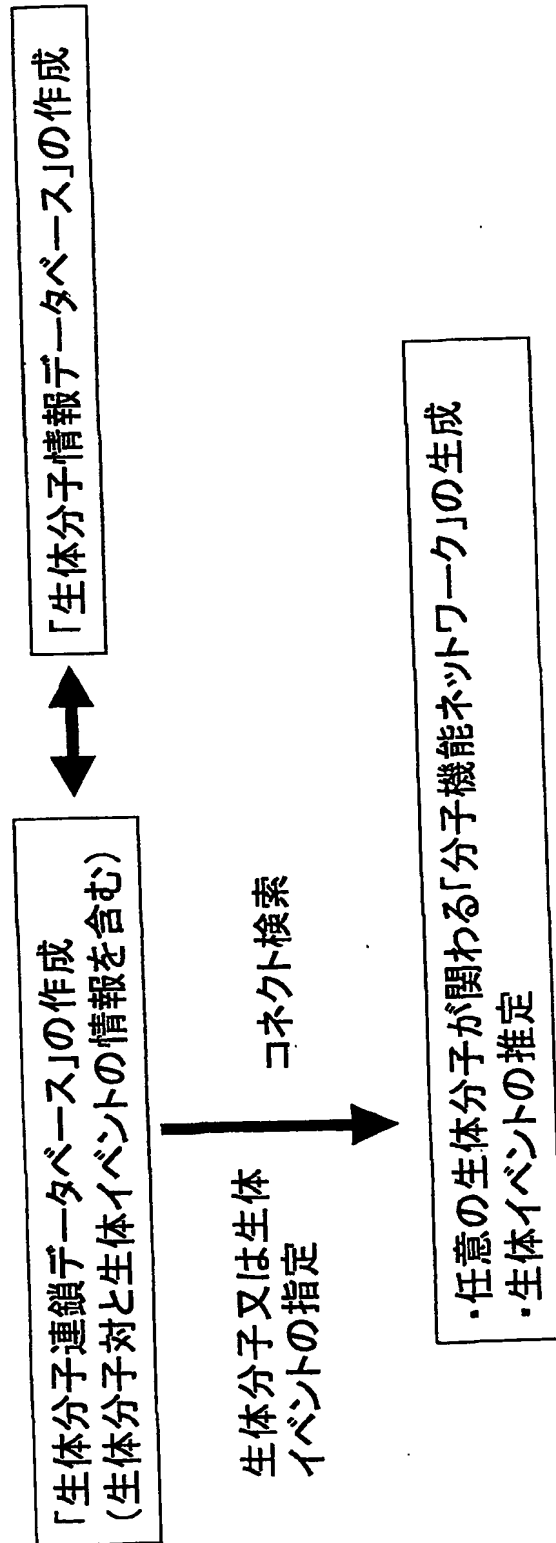 「生体分子連鎖データベース」の作成
(生体分子対と生体イベントの情報を含む)
「生体分子情報データベース」の作成
生体分子又は生体
イベントの指定
コネクト検索
・任意の生体分子が関わる「分子機能ネットワーク」の生成
・生体イベントの推定